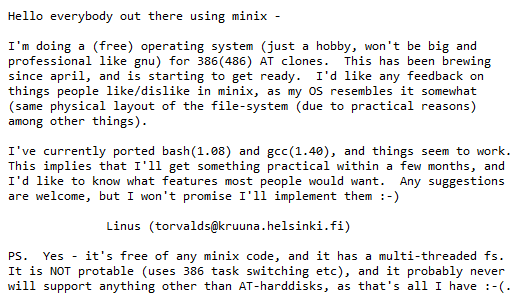 Hello everybody out there using minix -
I'm doing a (free) operating system (just a hobby, won't be big and
professional like gnu) for 386(486) AT clones.  This has been brewing
since april, and is starting to get ready.  I'd like any feedback on
things people like/dislike in minix, as my OS resembles it somewhat
(same physical layout of the file-system (due to practical reasons)
among other things).
I've currently ported bash(1.08) and gcc(1.40), and things seem to work.
This implies that I'll get something practical within a few months, and
I'd like to know what features most people would want.  Any suggestions
are welcome, but I won't promise I'll implement them :-)
Linus (torvalds@kruuna.helsinki.fi)
PS.  Yes - it's free of any minix code, and it has a multi-threaded fs.
It is NOT protable (uses 386 task switching etc), and it probably never
will support anything other than AT-harddisks, as that's all I have :-(.